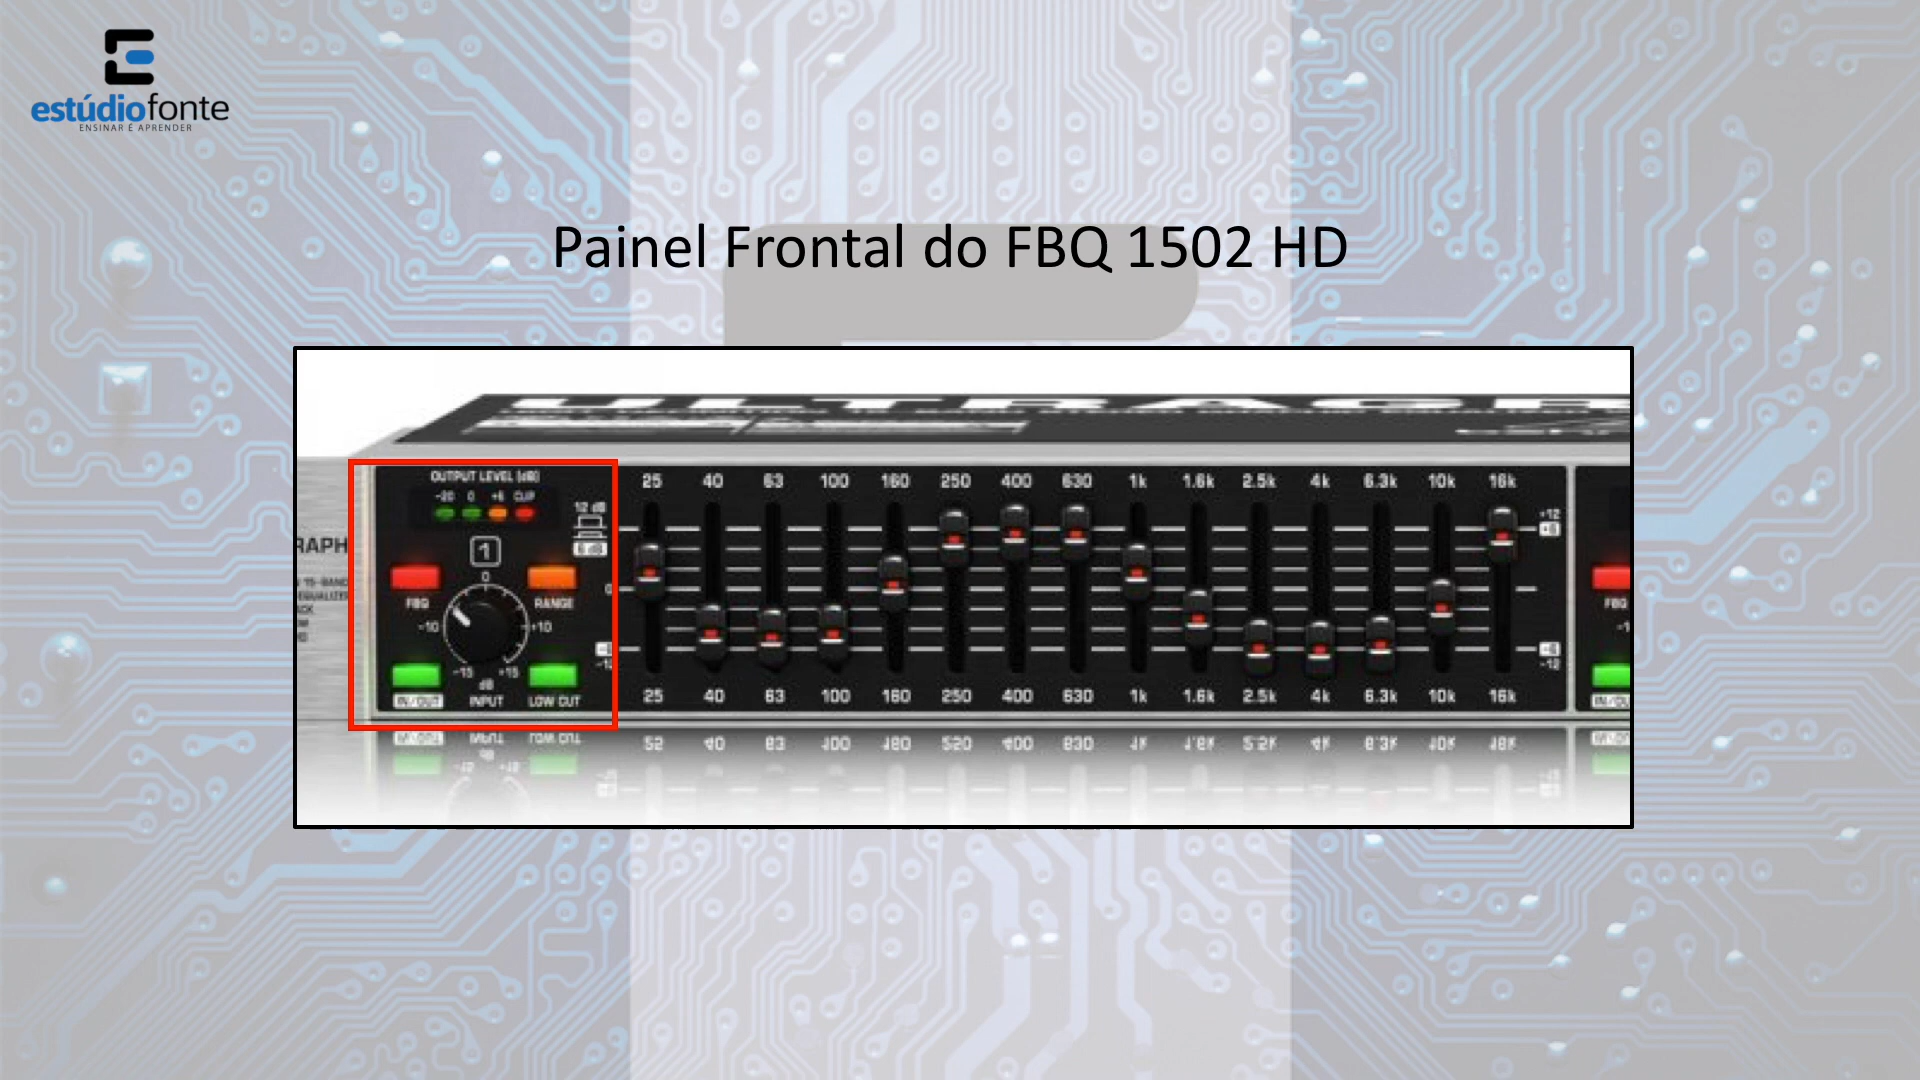 estúdiofonte
ENSINAR É APRENDER
Painel Frontal do FBQ 1502 HD
OUTPUT LEVEL [dB]
-20 0 +6 CLIP
12 dB
6 dB
1
0
FBQ
RANGE
-10 +10
-15 +15
dB
IN/OUT INPUT LOW CUT
25 40 63 100 160 250 400 630 1k 1.6k 2.5k 4k 6.3k 10k 16k
+12
+6
0
-6
-12
25 40 63 100 160 250 400 630 1k 1.6k 2.5k 4k 6.3k 10k 16k
RAPH
15-BAND
EQUALIZER
FBQ